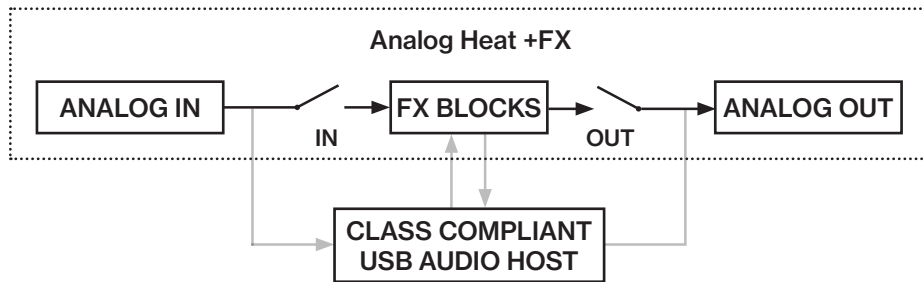 Analog Heat +FX
ANALOG IN
FX BLOCKS
ANALOG OUT
IN
OUT
CLASS COMPLIANT
USB AUDIO HOST